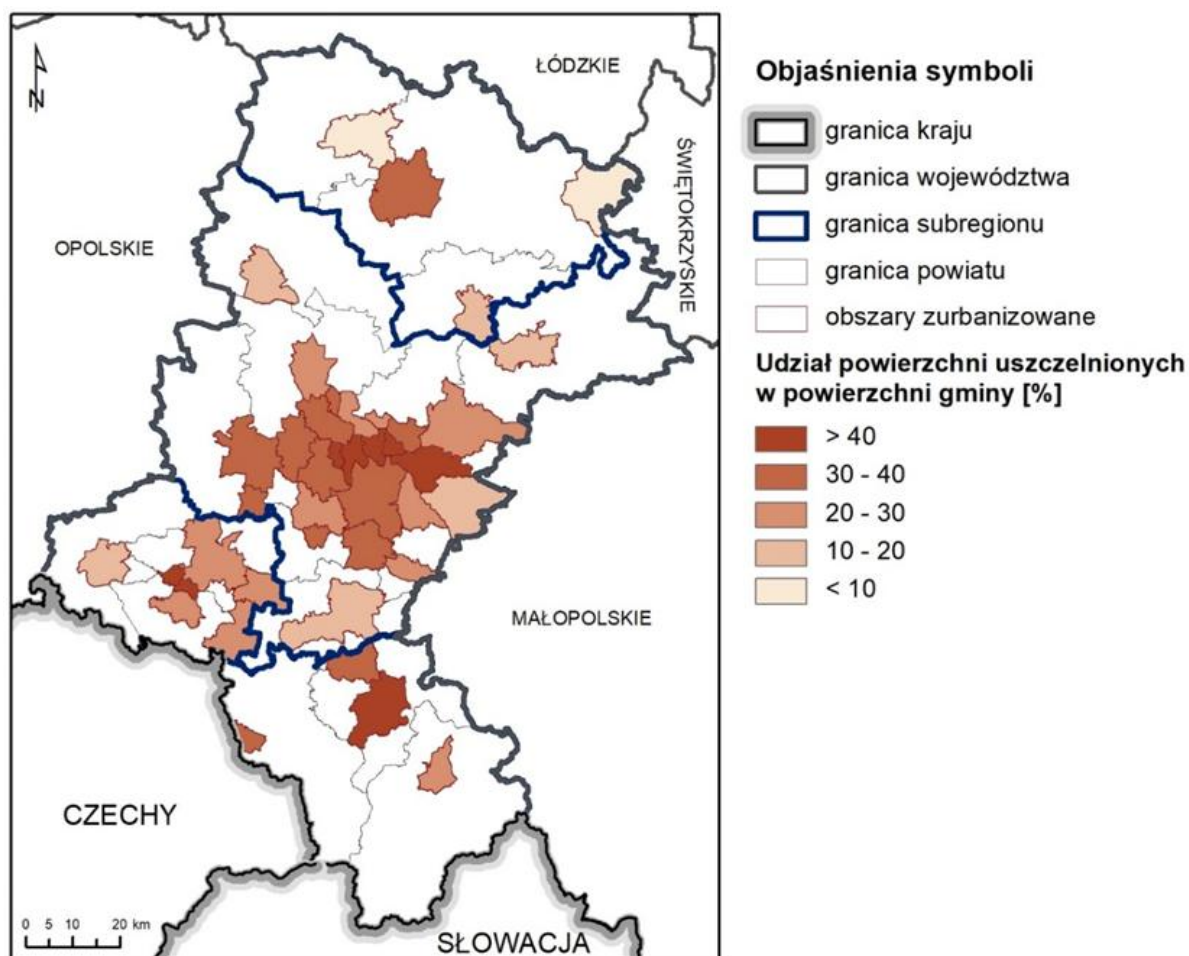 N
ŁÓDZKIE
ŚWIĘTOKRZYSKIE
OPOLSKIE
MAŁOPOLSKIE
CZECHY
SŁOWACJA
0 5 10 20 km
Objaśnienia symboli
granica kraju
granica województwa
granica subregionu
granica powiatu
obszary zurbanizowane
Udział powierzchni uszczelnionych
w powierzchni gminy [%]
> 40
30 - 40
20 - 30
10 - 20
< 10